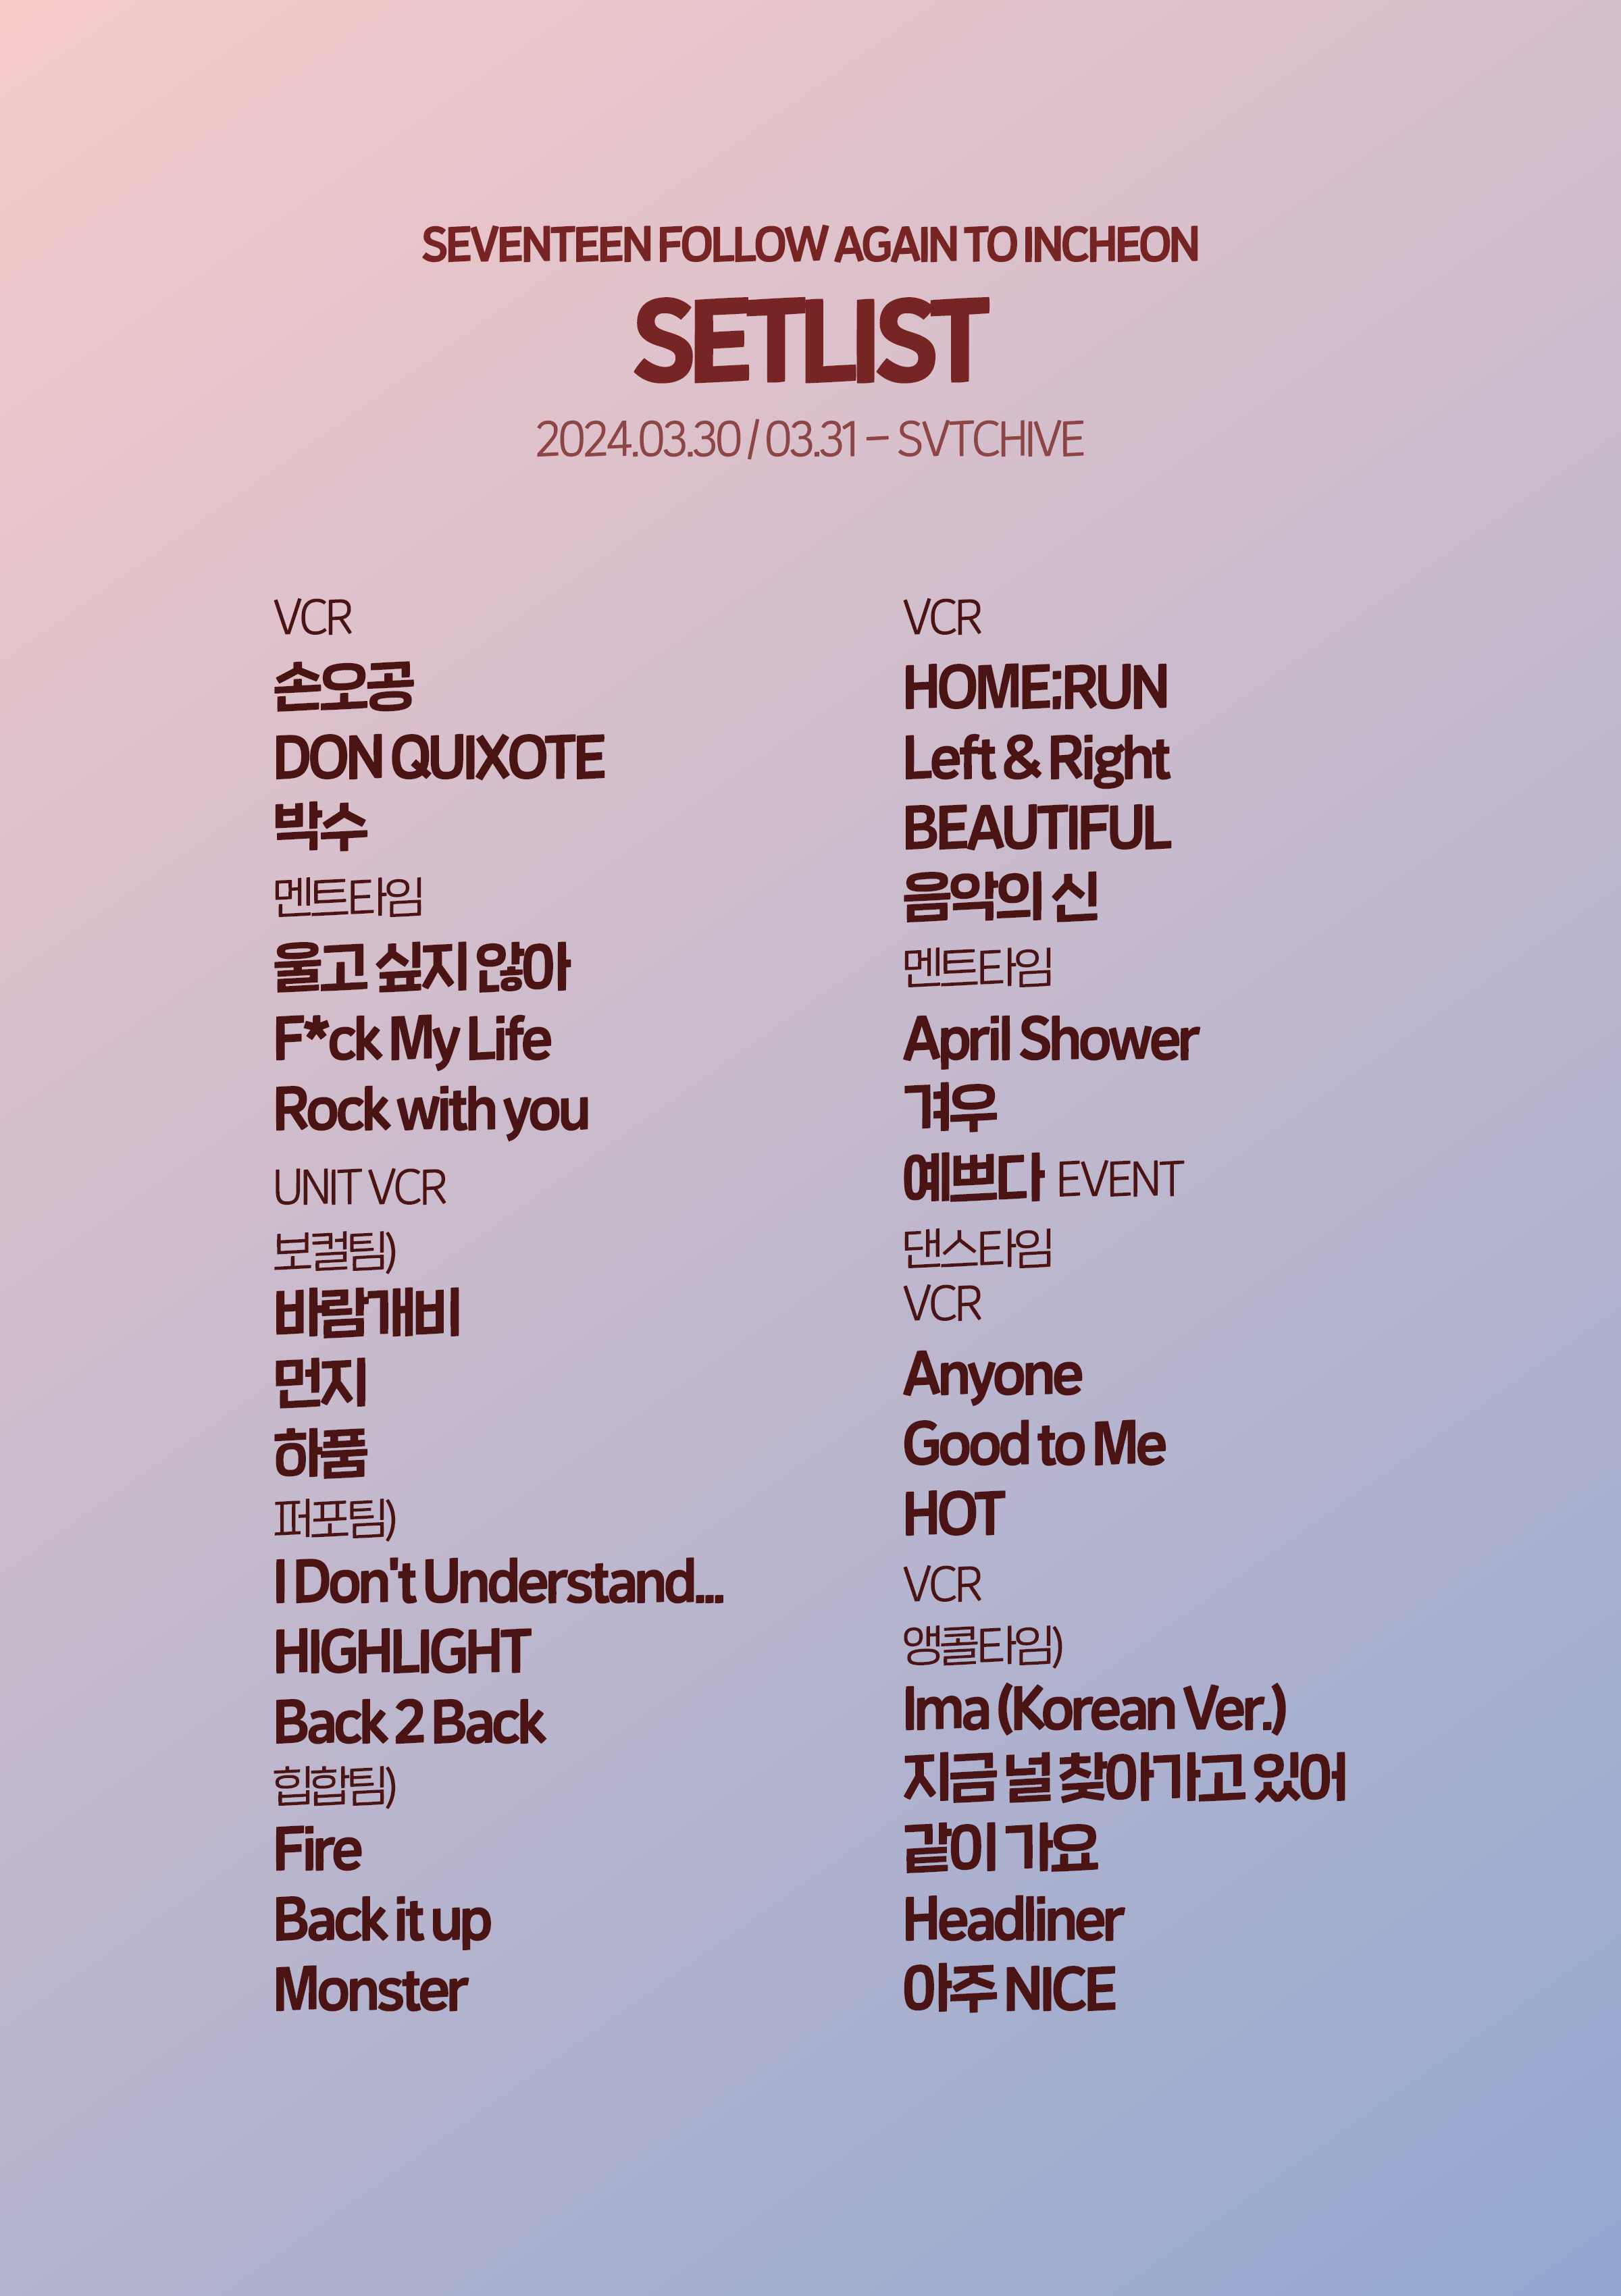 SEVENTEEN FOLLOW AGAIN TO INCHEON
SETLIST
2024.03.30 / 03.31 – SVTCHIVE
VCR
손오공
DON QUIXOTE
박수
멘트타임
울고 싶지 않아
F*ck My Life
Rock with you
UNIT VCR
보컬팀)
바람개비
먼지
하품
퍼포팀)
I Don't Understand...
HIGHLIGHT
Back 2 Back
힙합팀)
Fire
Back it up
Monster
VCR
HOME;RUN
Left & Right
BEAUTIFUL
음악의 신
멘트타임
April Shower
겨우
예쁘다 EVENT
댄스타임
VCR
Anyone
Good to Me
HOT
VCR
앵콜타임)
Ima (Korean Ver.)
지금 널 찾아가고 있어
같이 가요
Headliner
아주 NICE